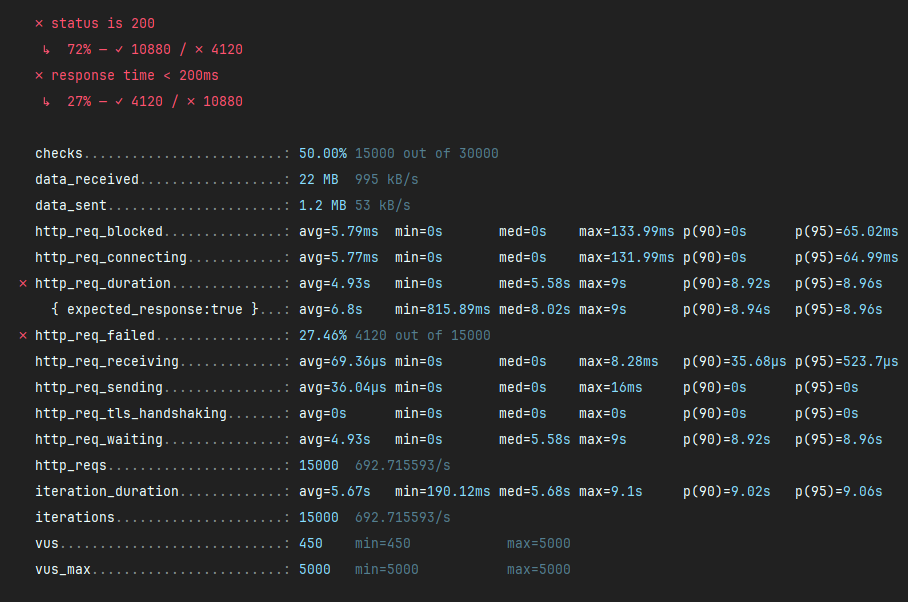 ✗ status is 200
↳  72% — ✓ 10880 / ✗ 4120
✗ response time < 200ms
↳  27% — ✓ 4120 / ✗ 10880
checks.........................: 50.00% 15000 out of 30000
data_received..................: 22 MB  995 kB/s
data_sent......................: 1.2 MB 53 kB/s
http_req_blocked...............: avg=5.79ms  min=0s       med=0s    max=133.99ms p(90)=0s      p(95)=65.02ms
http_req_connecting............: avg=5.77ms  min=0s       med=0s    max=131.99ms p(90)=0s      p(95)=64.99ms
✗ http_req_duration..............: avg=4.93s   min=0s       med=5.58s max=9s       p(90)=8.92s   p(95)=8.96s
{ expected_response:true }...: avg=6.8s    min=815.89ms med=8.02s max=9s       p(90)=8.94s   p(95)=8.96s
✗ http_req_failed................: 27.46% 4120 out of 15000
http_req_receiving.............: avg=69.36µs min=0s       med=0s    max=8.28ms   p(90)=35.68µs p(95)=523.7µs
http_req_sending...............: avg=36.04µs min=0s       med=0s    max=16ms     p(90)=0s      p(95)=0s
http_req_tls_handshaking.......: avg=0s      min=0s       med=0s    max=0s       p(90)=0s      p(95)=0s
http_req_waiting...............: avg=4.93s   min=0s       med=5.58s max=9s       p(90)=8.92s   p(95)=8.96s
http_reqs......................: 15000  692.715593/s
iteration_duration.............: avg=5.67s   min=190.12ms med=5.68s max=9.1s     p(90)=9.02s   p(95)=9.06s
iterations.....................: 15000  692.715593/s
vus............................: 450    min=450            max=5000
vus_max........................: 5000   min=5000           max=5000